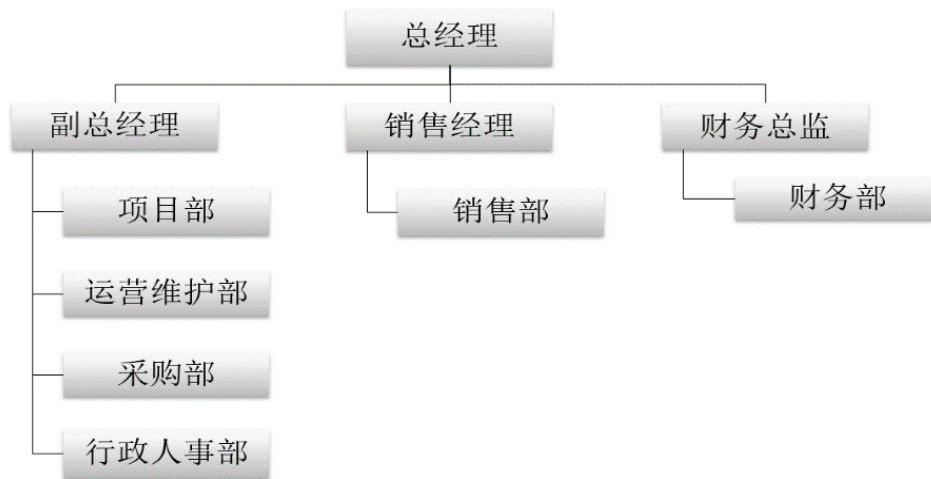 总经理
副总经理
销售经理
财务总监
项目部
销售部
财务部
运营维护部
采购部
行政人事部